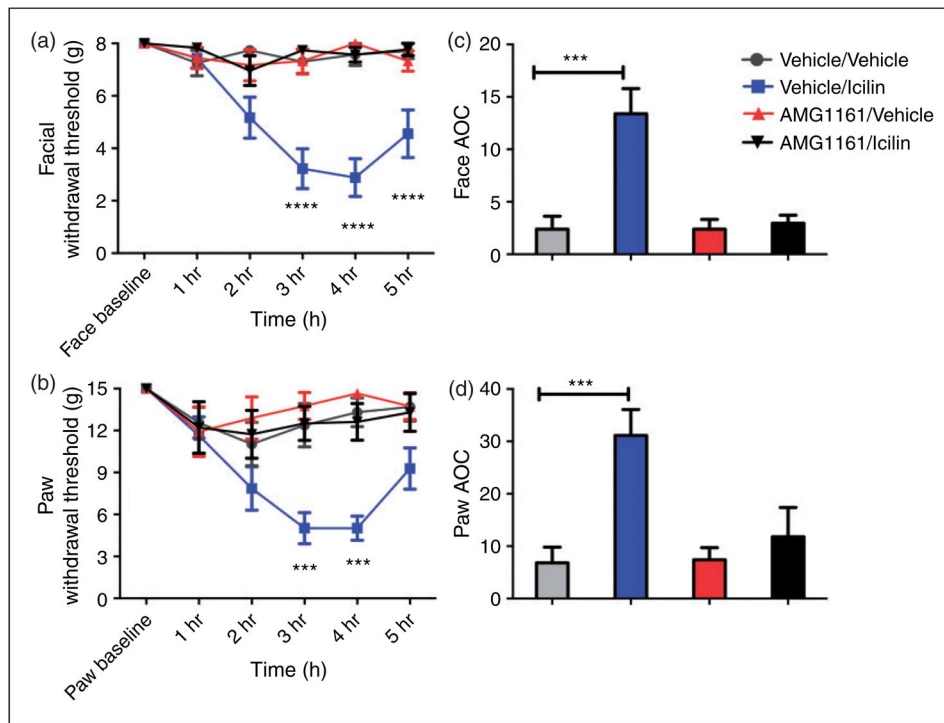 (a)
Facial
withdrawal threshold (g)
8
6
4
2
0
****
****
****
Face baseline
1 hr
2 hr
3 hr
4 hr
5 hr
Time (h)
(c)
Face AOC
20
15
10
5
0
***
Vehicle/Vehicle
Vehicle/Icilin
AMG1161/Vehicle
AMG1161/Icilin
(b)
Paw
withdrawal threshold (g)
15
12
9
6
3
0
***
***
Paw baseline
1 hr
2 hr
3 hr
4 hr
5 hr
Time (h)
(d)
Paw AOC
40
30
20
10
0
***